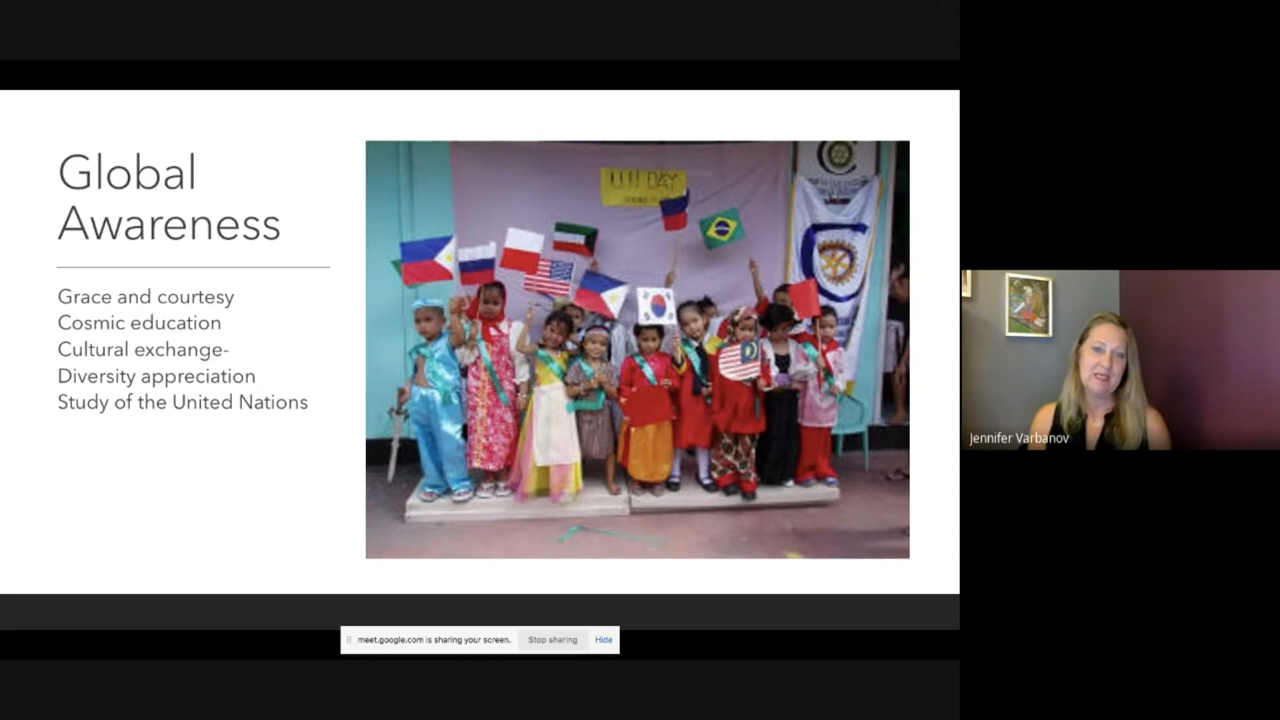 Global
Awareness
Grace and courtesy
Cosmic education
Cultural exchange-
Diversity appreciation
Study of the United Nations
DAY
Jennifer Varbanov
meet.google.com is sharing your screen.
Stop sharing
Hide